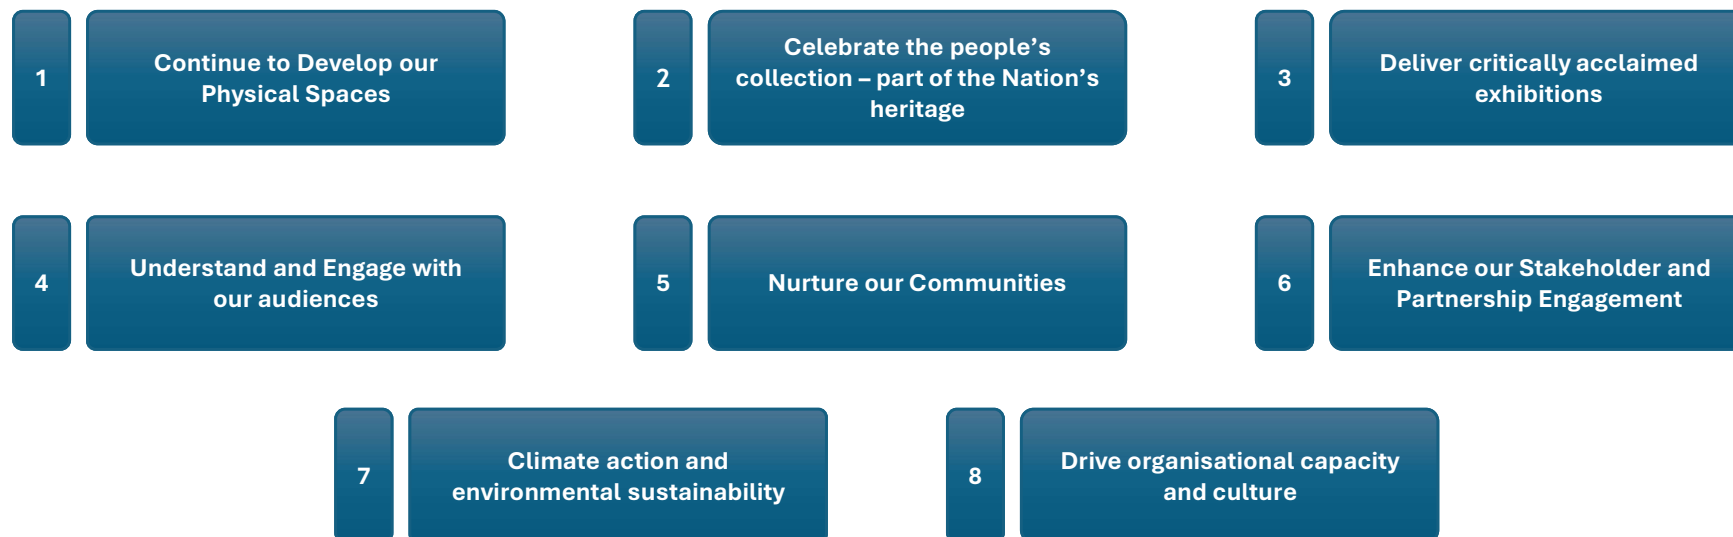 1
Continue to Develop our
Physical Spaces
2
Celebrate the people’s
collection – part of the Nation’s
heritage
3
Deliver critically acclaimed
exhibitions
4
Understand and Engage with
our audiences
5
Nurture our Communities
6
Enhance our Stakeholder and
Partnership Engagement
7
Climate action and
environmental sustainability
8
Drive organisational capacity
and culture